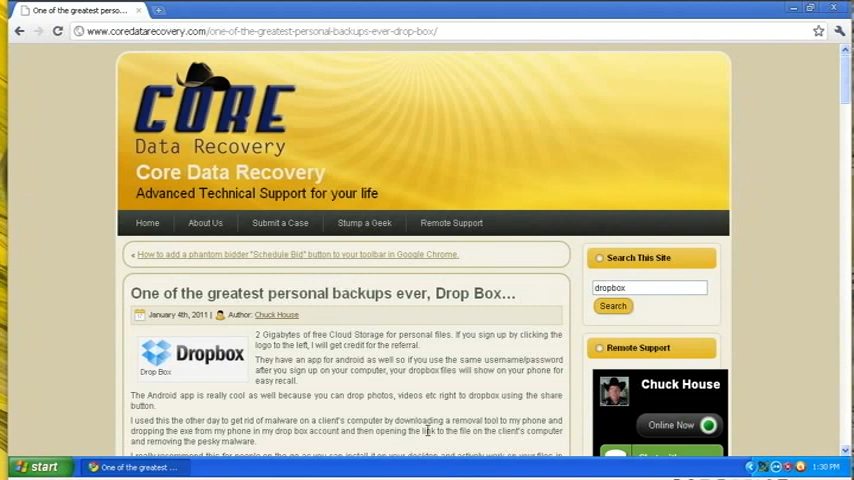 One of the greatest perso...
www.coredatarecovery.com/one-of-the-greatest-personal-backups-ever-drop-box/
CORE
Data Recovery
Core Data Recovery
Advanced Technical Support for your life
Home About Us Submit a Case Stump a Geek Remote Support
« How to add a phantom bidder "Schedule Bid" button to your toolbar in Google Chrome.
Search This Site
dropbox
Search
One of the greatest personal backups ever, Drop Box…
January 4th, 2011 | Author: Chuck House
Dropbox
Drop Box
2 Gigabytes of free Cloud Storage for personal files. If you sign up by clicking the
logo to the left, I will get credit for the referral.
They have an app for android as well so if you use the same username/password
after you sign up on your computer, your dropbox files will show on your phone for
easy recall.
The Android app is really cool as well because you can drop photos, videos etc right to dropbox using the share
button.
I used this the other day to get rid of malware on a client's computer by downloading a removal tool to my phone and
dropping the exe from my phone in my drop box account and then opening the link to the file on the client's computer
and removing the pesky malware.
Remote Support
Chuck House
Online Now
start
One of the greatest ...
1:30 PM